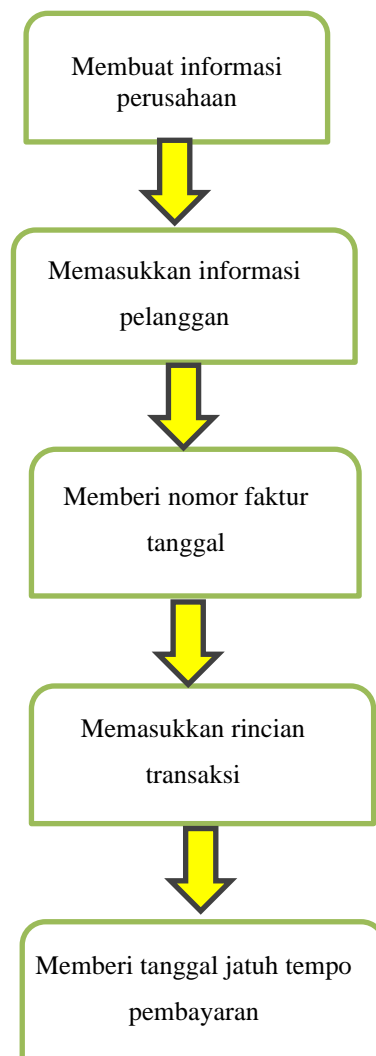 Membuat informasi
perusahaan
Memasukkan informasi
pelanggan
Memberi nomor faktur
tanggal
Memasukkan rincian
transaksi
Memberi tanggal jatuh tempo
pembayaran